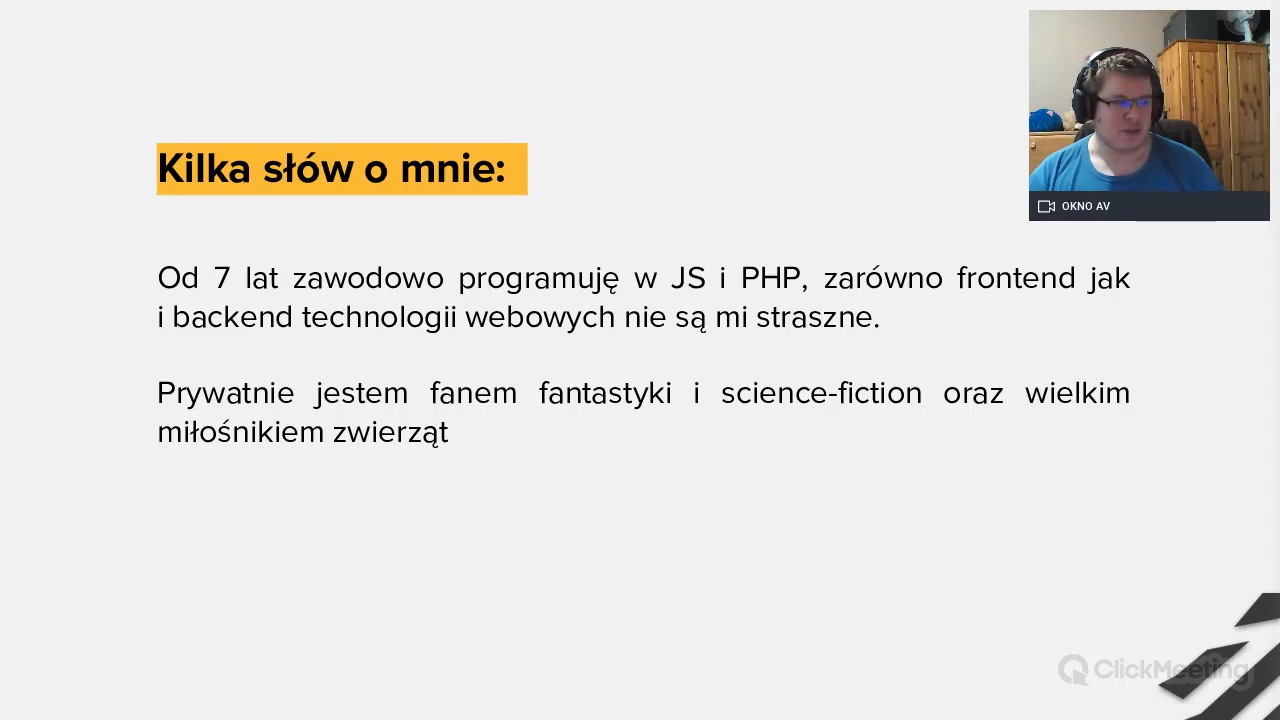 Kilka słów o mnie:
OKNO AV
Od 7 lat zawodowo programuję w JS i PHP, zarówno frontend jak
i backend technologii webowych nie są mi straszne.
Prywatnie jestem fanem fantastyki i science-fiction oraz wielkim
miłośnikiem zwierząt
ClickMeeting